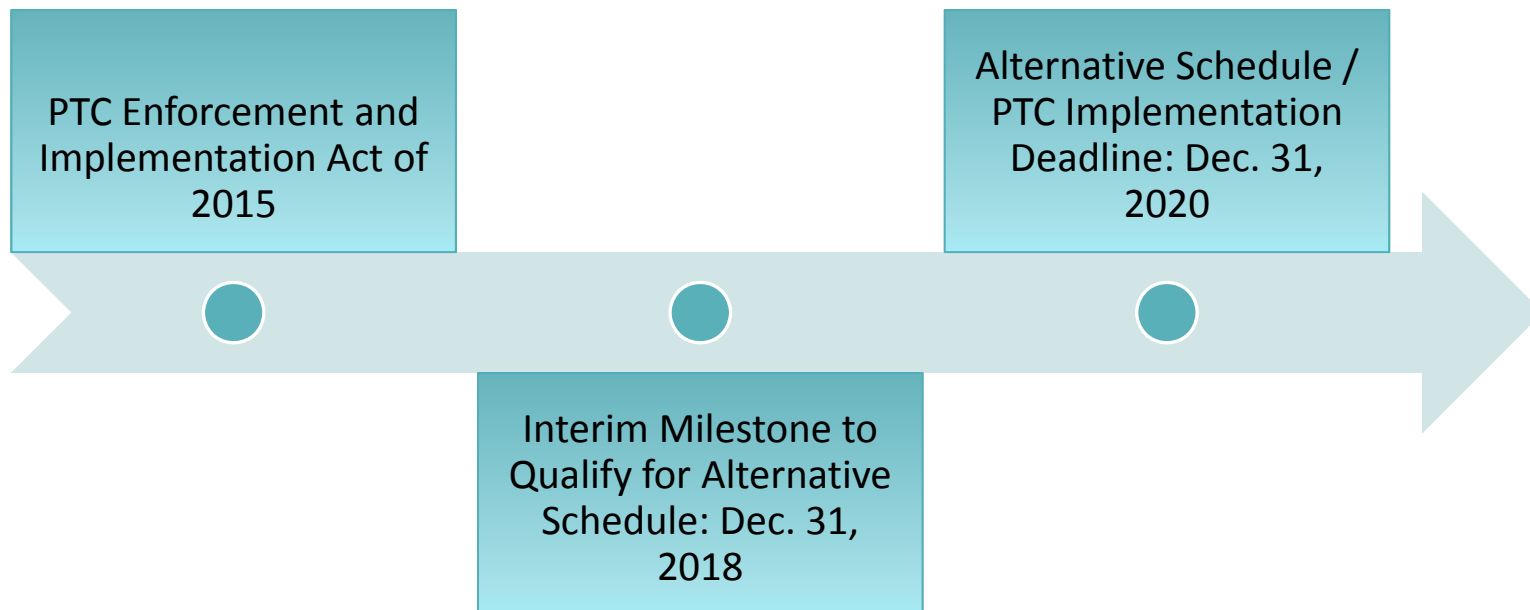 PTC Enforcement and
Implementation Act of
2015
Interim Milestone to
Qualify for Alternative
Schedule: Dec. 31,
2018
Alternative Schedule /
PTC Implementation
Deadline: Dec. 31,
2020